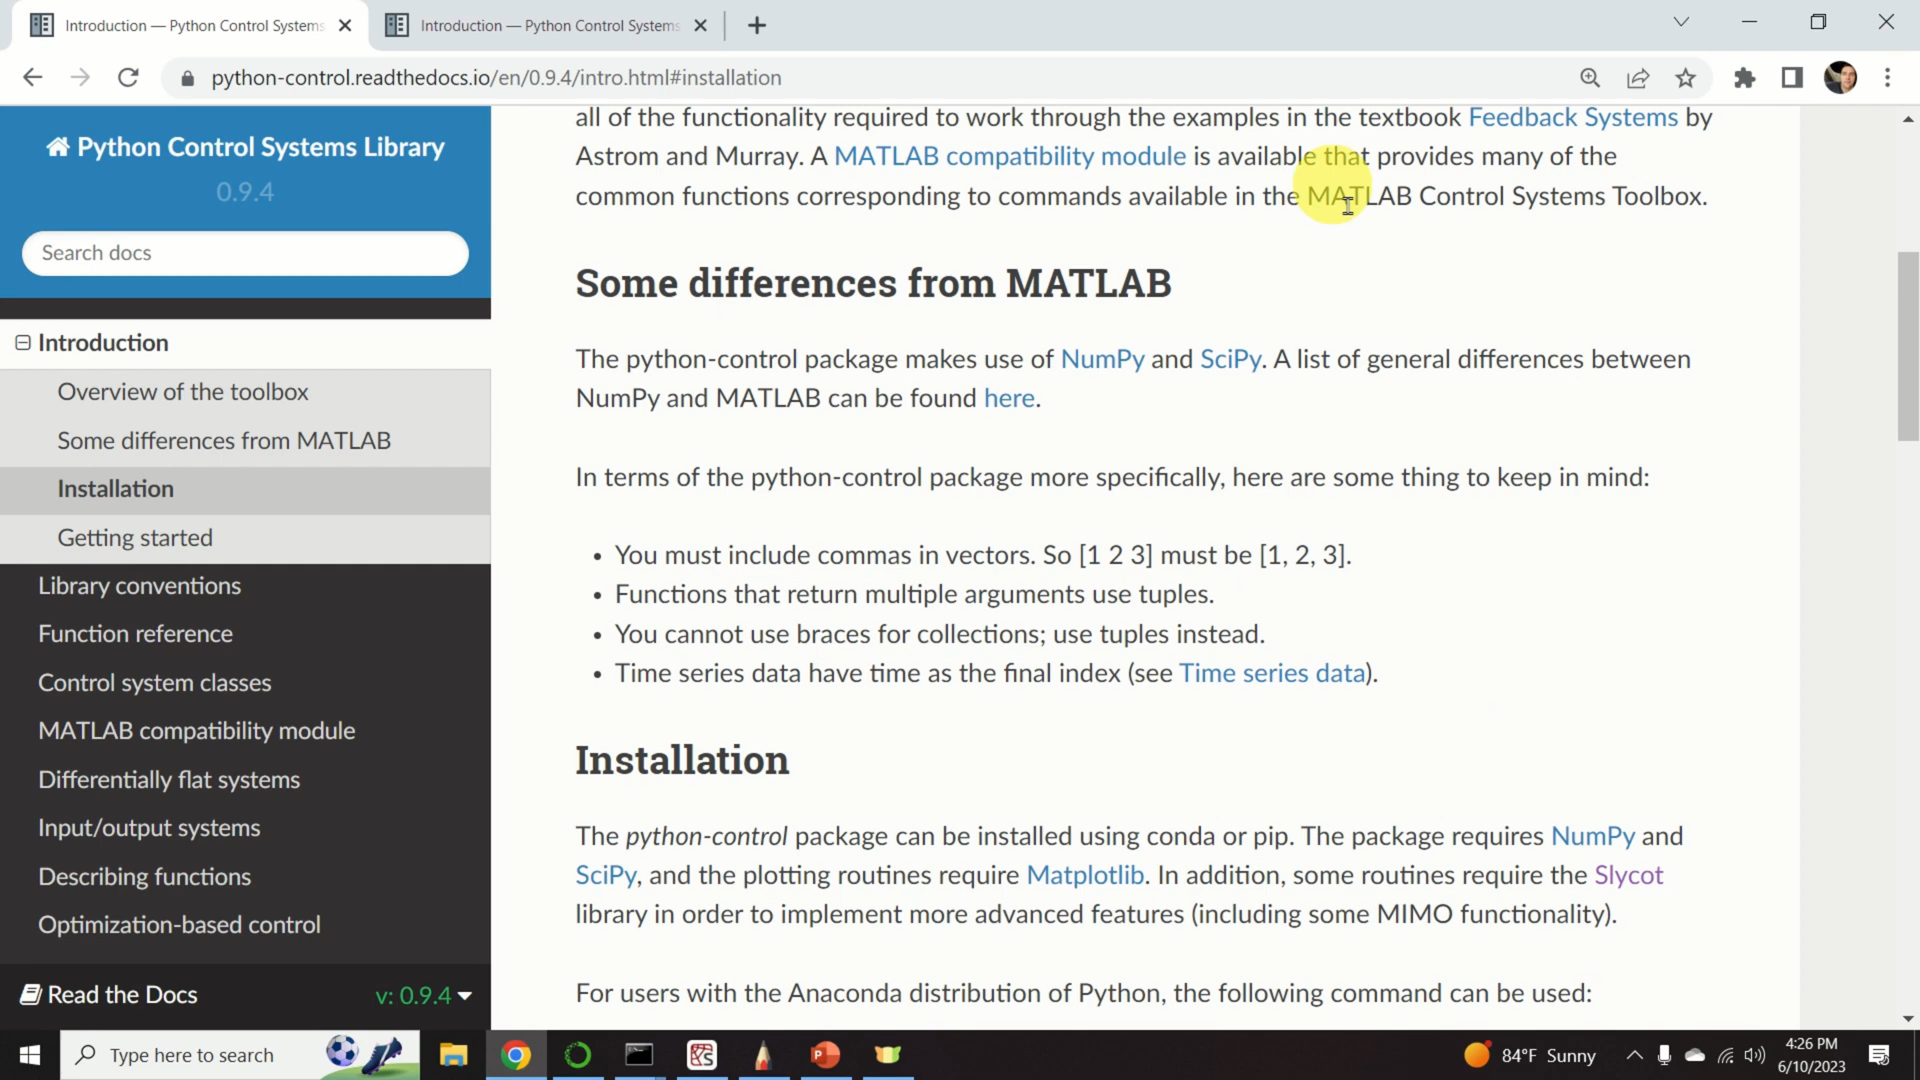 Introduction — Python Control Systems
Introduction — Python Control Systems
python-control.readthedocs.io/en/0.9.4/intro.html#installation
Python Control Systems Library
0.9.4
Search docs
Introduction
Overview of the toolbox
Some differences from MATLAB
Installation
Getting started
Library conventions
Function reference
Control system classes
MATLAB compatibility module
Differentially flat systems
Input/output systems
Describing functions
Optimization-based control
Read the Docs
v: 0.9.4
all of the functionality required to work through the examples in the textbook Feedback Systems by
Astrom and Murray. A MATLAB compatibility module is available that provides many of the
common functions corresponding to commands available in the MATLAB Control Systems Toolbox.
Some differences from MATLAB
The python-control package makes use of NumPy and SciPy. A list of general differences between
NumPy and MATLAB can be found here.
In terms of the python-control package more specifically, here are some thing to keep in mind:
• You must include commas in vectors. So [1 2 3] must be [1, 2, 3].
• Functions that return multiple arguments use tuples.
• You cannot use braces for collections; use tuples instead.
• Time series data have time as the final index (see Time series data).
Installation
The python-control package can be installed using conda or pip. The package requires NumPy and
SciPy, and the plotting routines require Matplotlib. In addition, some routines require the Slycot
library in order to implement more advanced features (including some MIMO functionality).
For users with the Anaconda distribution of Python, the following command can be used:
Type here to search
84°F Sunny
4:26 PM
6/10/2023